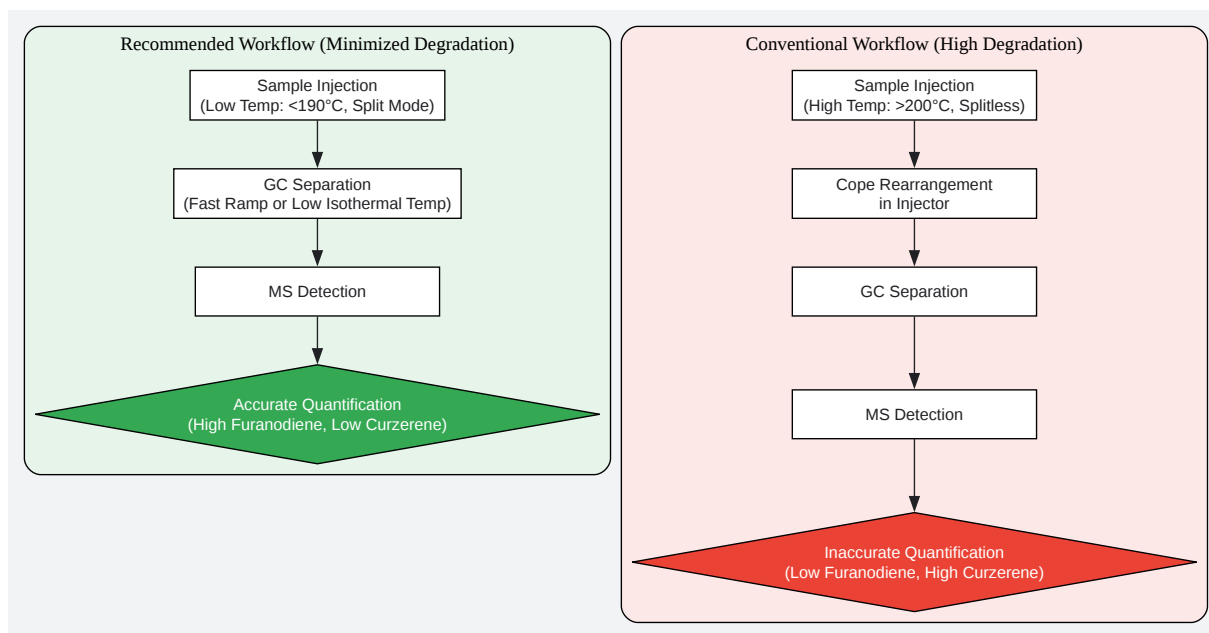 Recommended Workflow (Minimized Degradation)
Sample Injection
(Low Temp: <190°C, Split Mode)
GC Separation
(Fast Ramp or Low Isothermal Temp)
MS Detection
Accurate Quantification
(High Furanodiene, Low Curzerene)
Conventional Workflow (High Degradation)
Sample Injection
(High Temp: >200°C, Splitless)
Cope Rearrangement
in Injector
GC Separation
MS Detection
Inaccurate Quantification
(Low Furanodiene, High Curzerene)